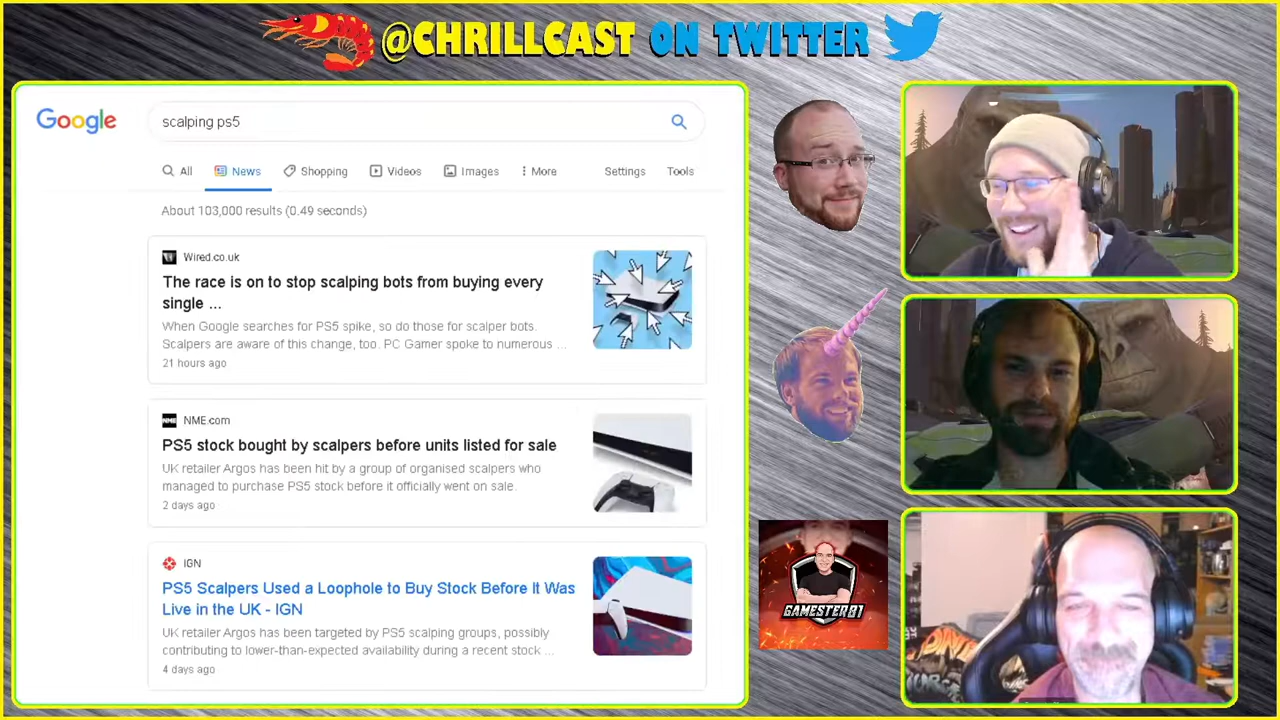 @CHRILLCAST ON TWITTER
Google
scalping ps5
All News Shopping Videos Images More Settings Tools
About 103,000 results (0.49 seconds)
Wired.co.uk
The race is on to stop scalping bots from buying every
single ...
When Google searches for PS5 spike, so do those for scalper bots.
Scalpers are aware of this change, too. PC Gamer spoke to numerous ...
21 hours ago
NME
NME.com
PS5 stock bought by scalpers before units listed for sale
UK retailer Argos has been hit by a group of organised scalpers who
managed to purchase PS5 stock before it officially went on sale.
2 days ago
IGN
PS5 Scalpers Used a Loophole to Buy Stock Before It Was
Live in the UK - IGN
UK retailer Argos has been targeted by PS5 scalping groups, possibly
contributing to lower-than-expected availability during a recent stock ...
4 days ago
GAMESTER81